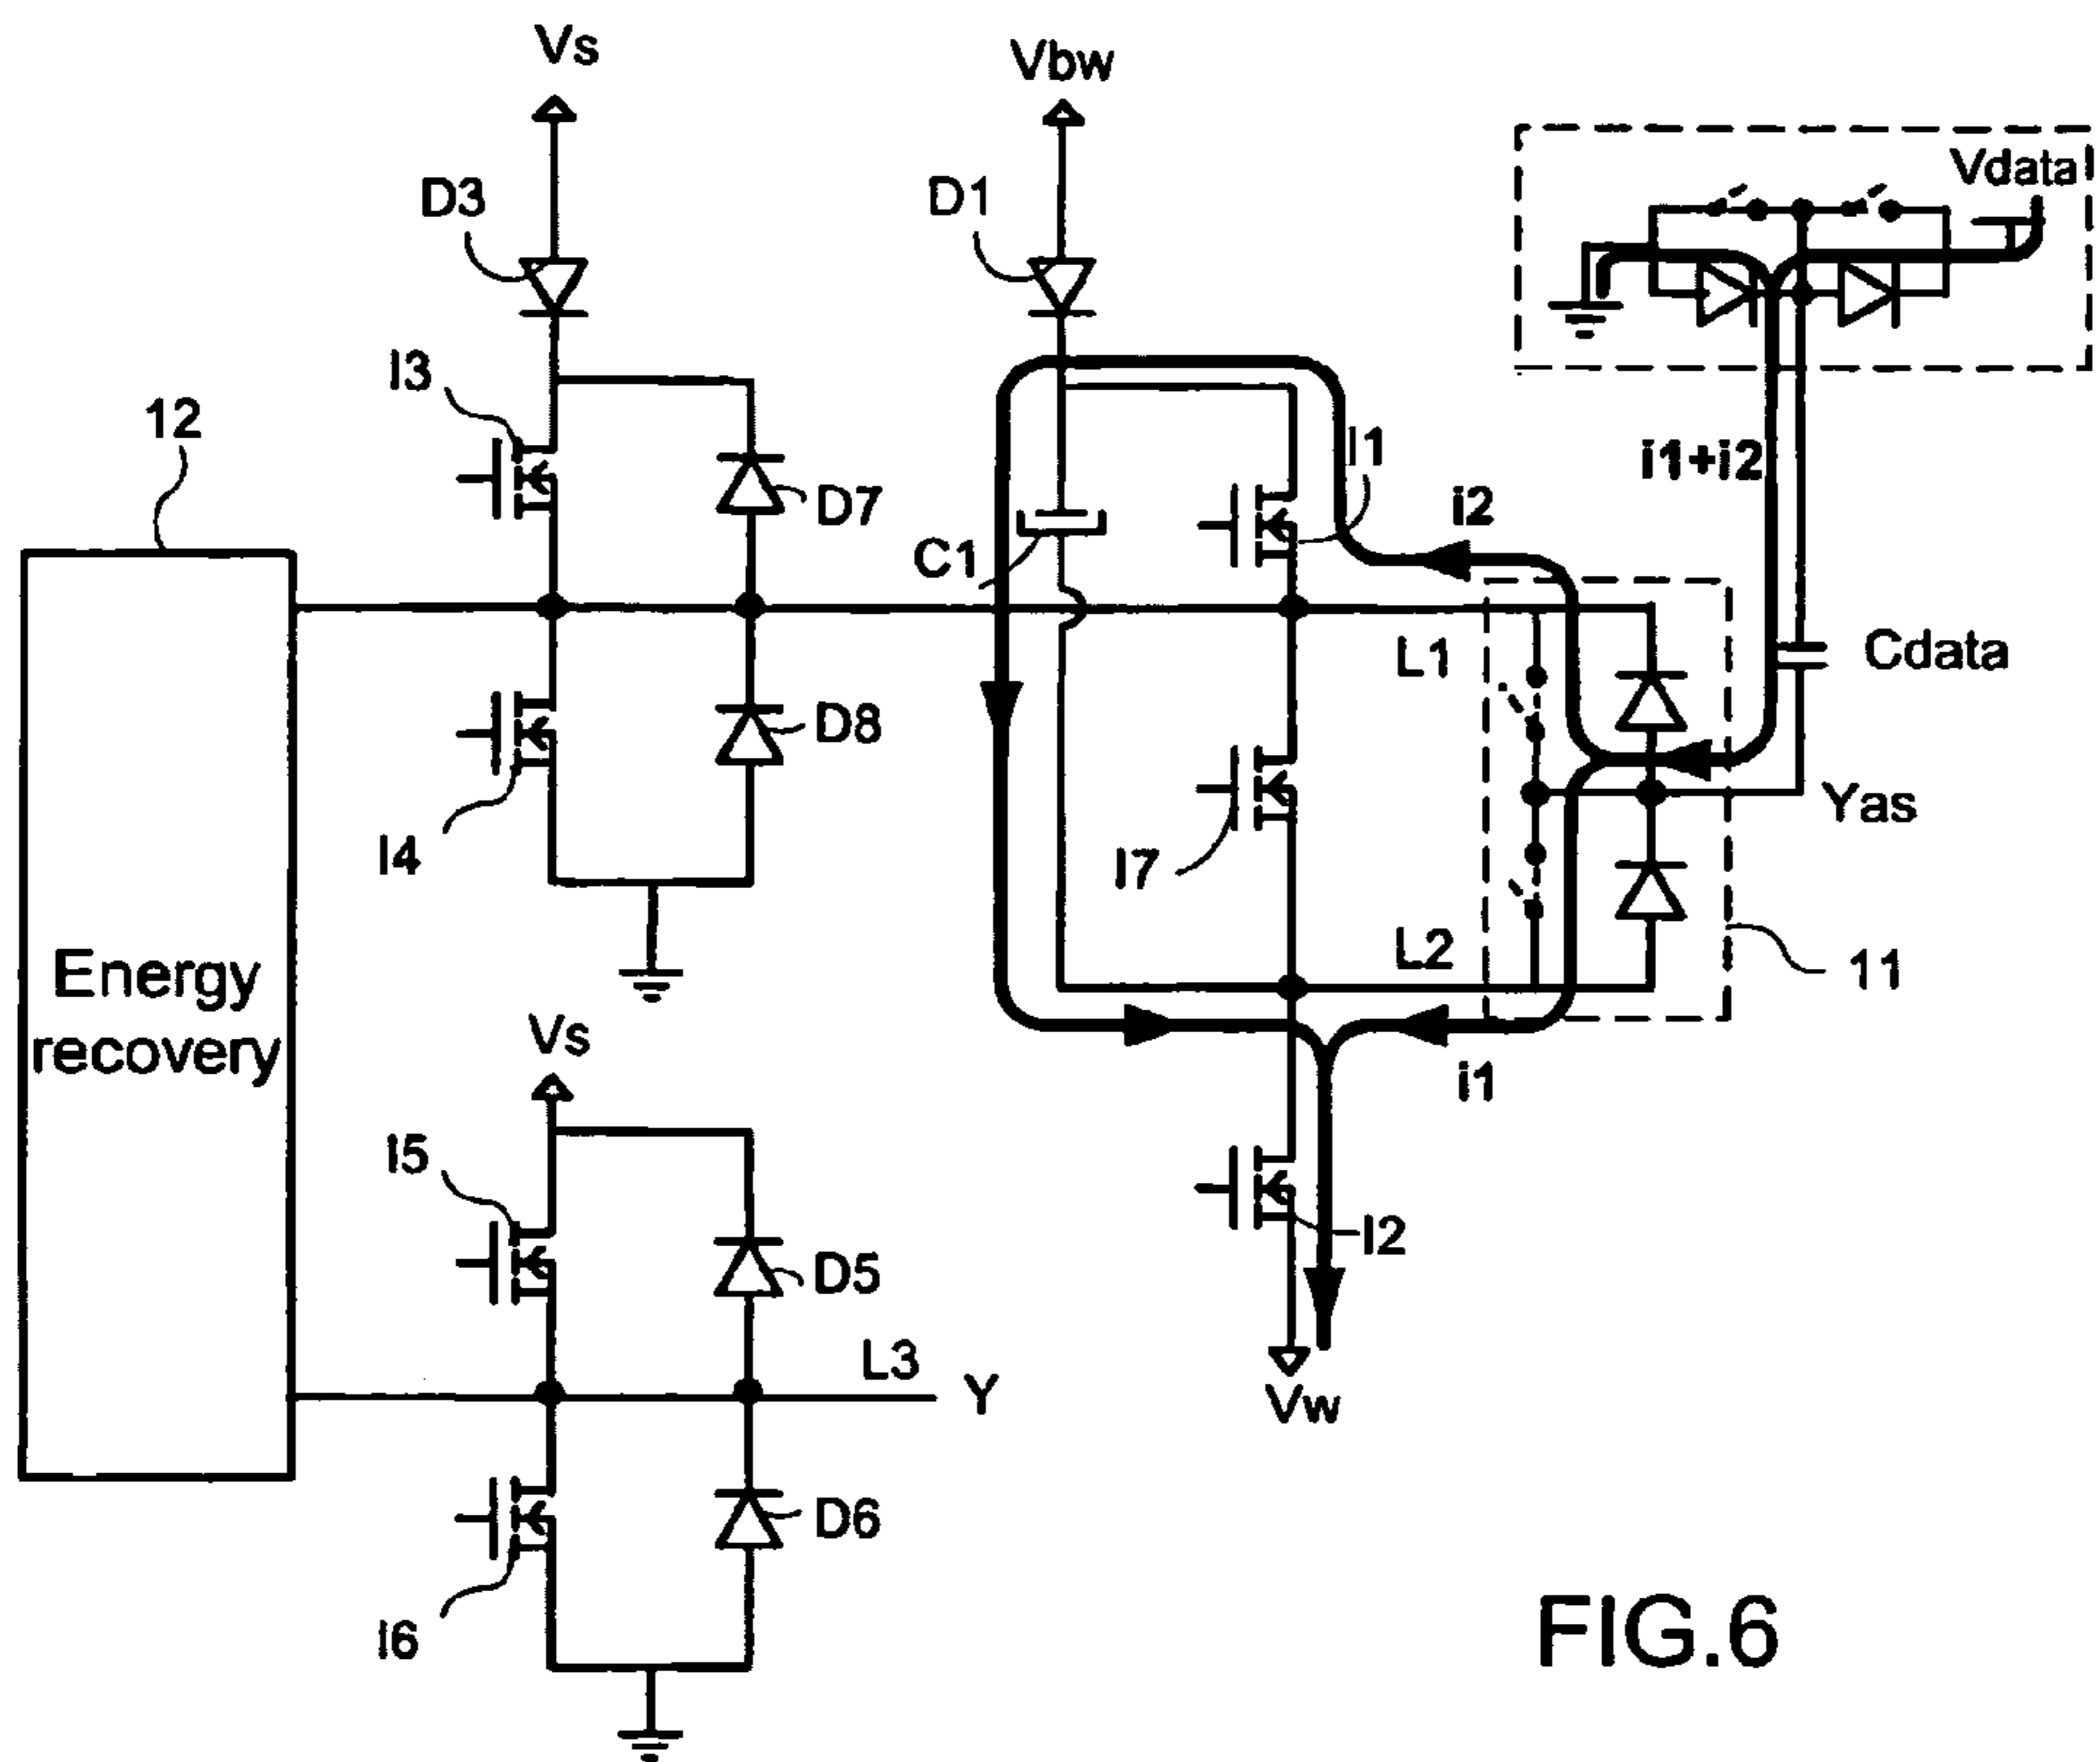 Vs
Vbw
Vdata
D3
D1
I3
12
I1
i1+i2
i2
D7
C1
L1
Cdata
D8
Yas
I4
I7
L2
11
Energy
recovery
Vs
i1
I5
I2
D5
L3
Y
Vw
D6
I6
FIG.6